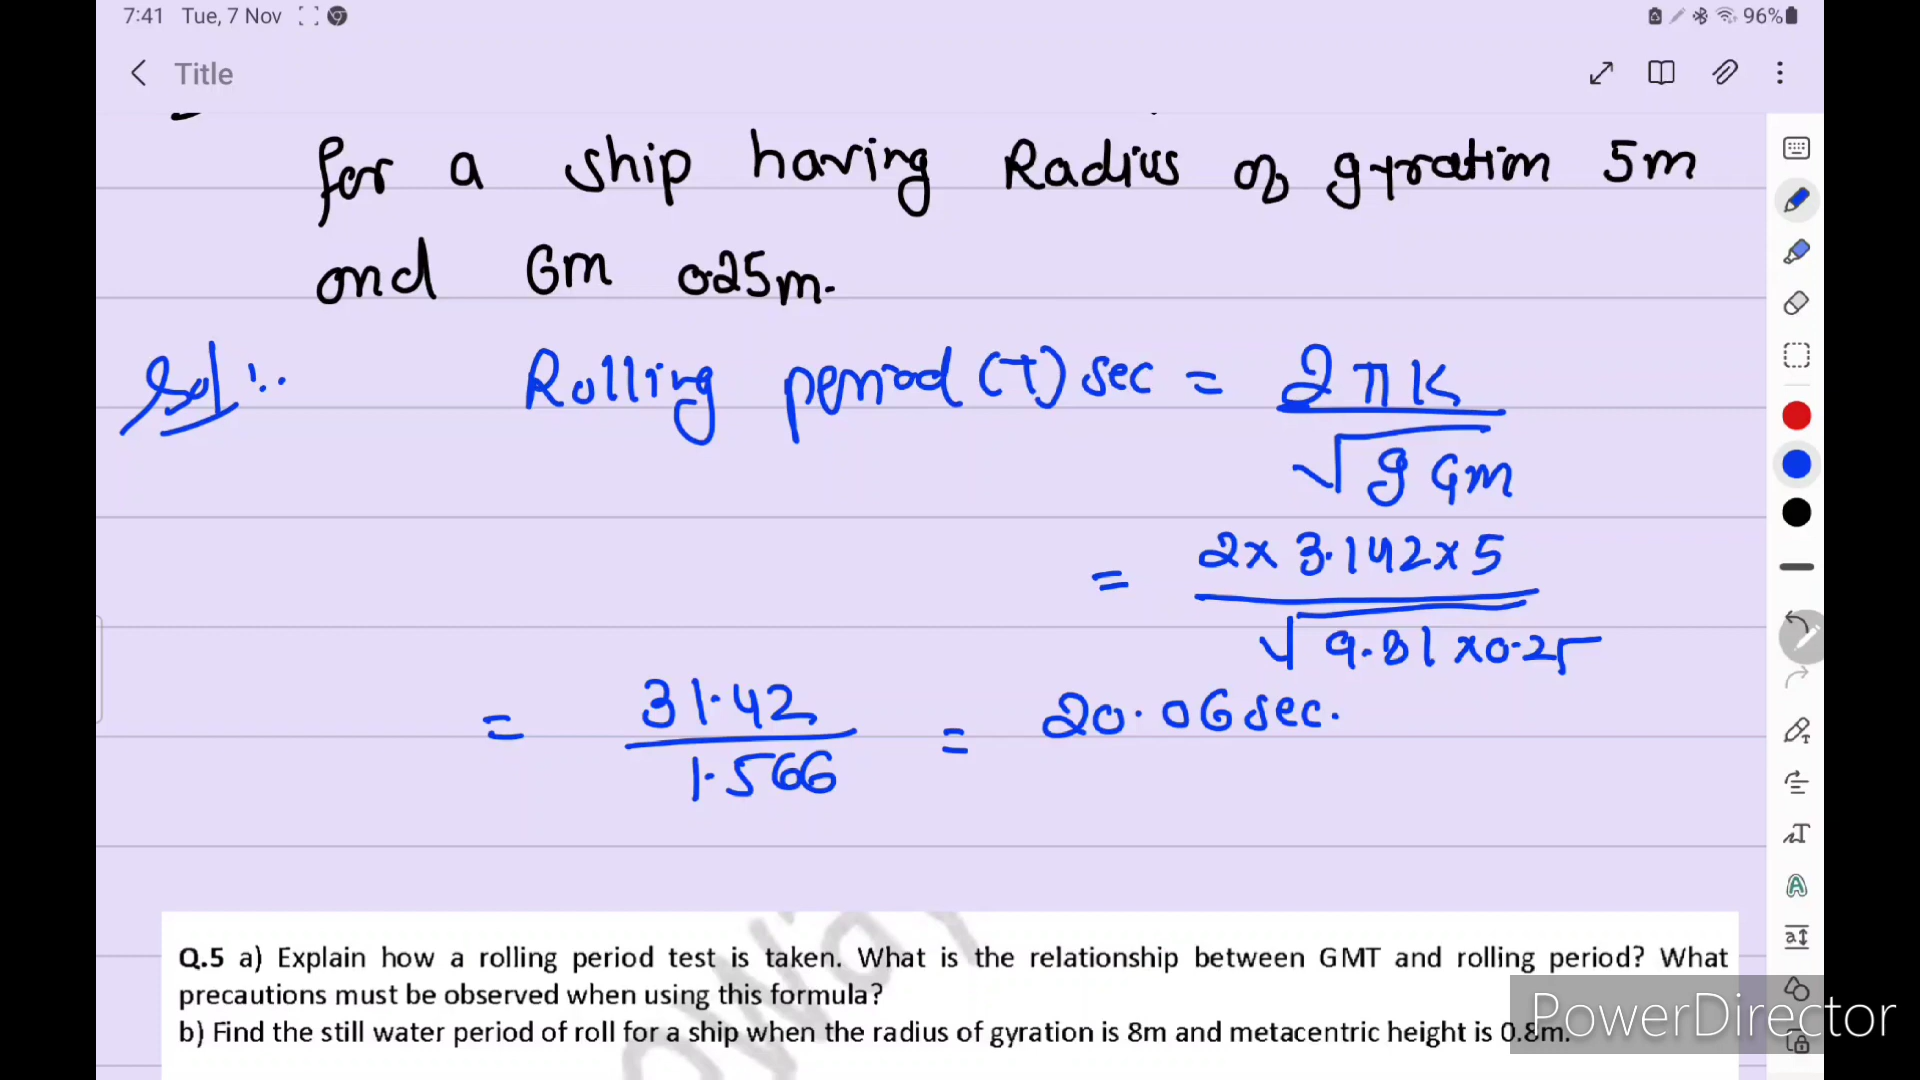 7:41 Tue, 7 Nov
96%
Title
for a ship having Radius of gyration 5m
and Gm 0.25m.
Sol:-
Rolling period (T) sec = 2πK / √g Gm
= 2 x 3.142 x 5 / √9.81 x 0.25
= 31.42 / 1.566 = 20.06 sec.
Q.5 a) Explain how a rolling period test is taken. What is the relationship between GMT and rolling period? What
precautions must be observed when using this formula?
b) Find the still water period of roll for a ship when the radius of gyration is 8m and metacentric height is 0.8m.
PowerDirector